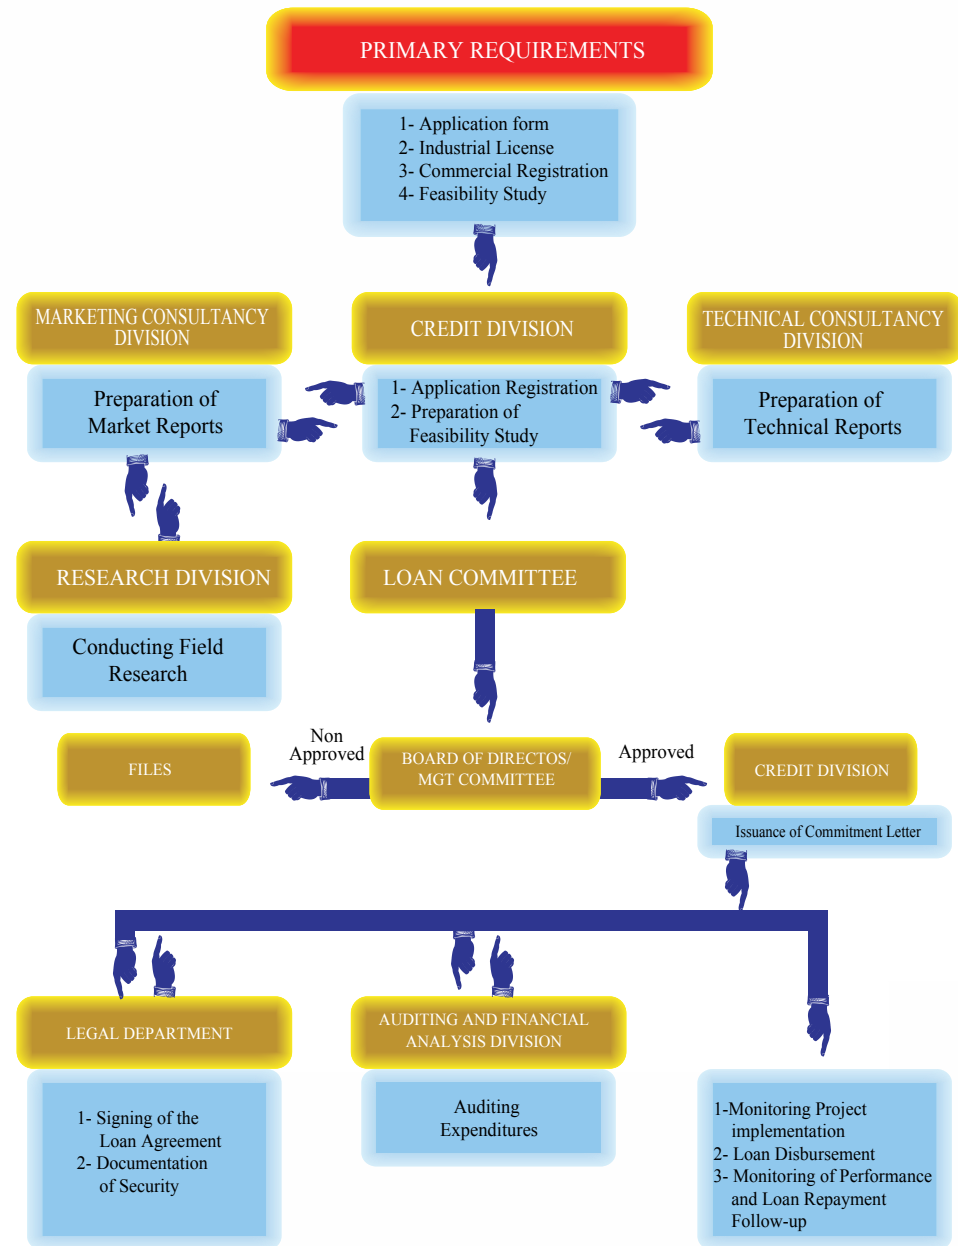 PRIMARY REQUIREMENTS
1- Application form
2- Industrial License
3- Commercial Registration
4- Feasibility Study
MARKETING CONSULTANCY
DIVISION
Preparation of
Market Reports
CREDIT DIVISION
1- Application Registration
2- Preparation of
Feasibility Study
TECHNICAL CONSULTANCY
DIVISION
Preparation of
Technical Reports
RESEARCH DIVISION
Conducting Field
Research
LOAN COMMITTEE
FILES
Non
Approved
BOARD OF DIRECTOS/
MGT COMMITTEE
Approved
CREDIT DIVISION
Issuance of Commitment Letter
LEGAL DEPARTMENT
1- Signing of the
Loan Agreement
2- Documentation
of Security
AUDITING AND FINANCIAL
ANALYSIS DIVISION
Auditing
Expenditures
1-Monitoring Project
implementation
2- Loan Disbursement
3- Monitoring of Performance
and Loan Repayment
Follow-up